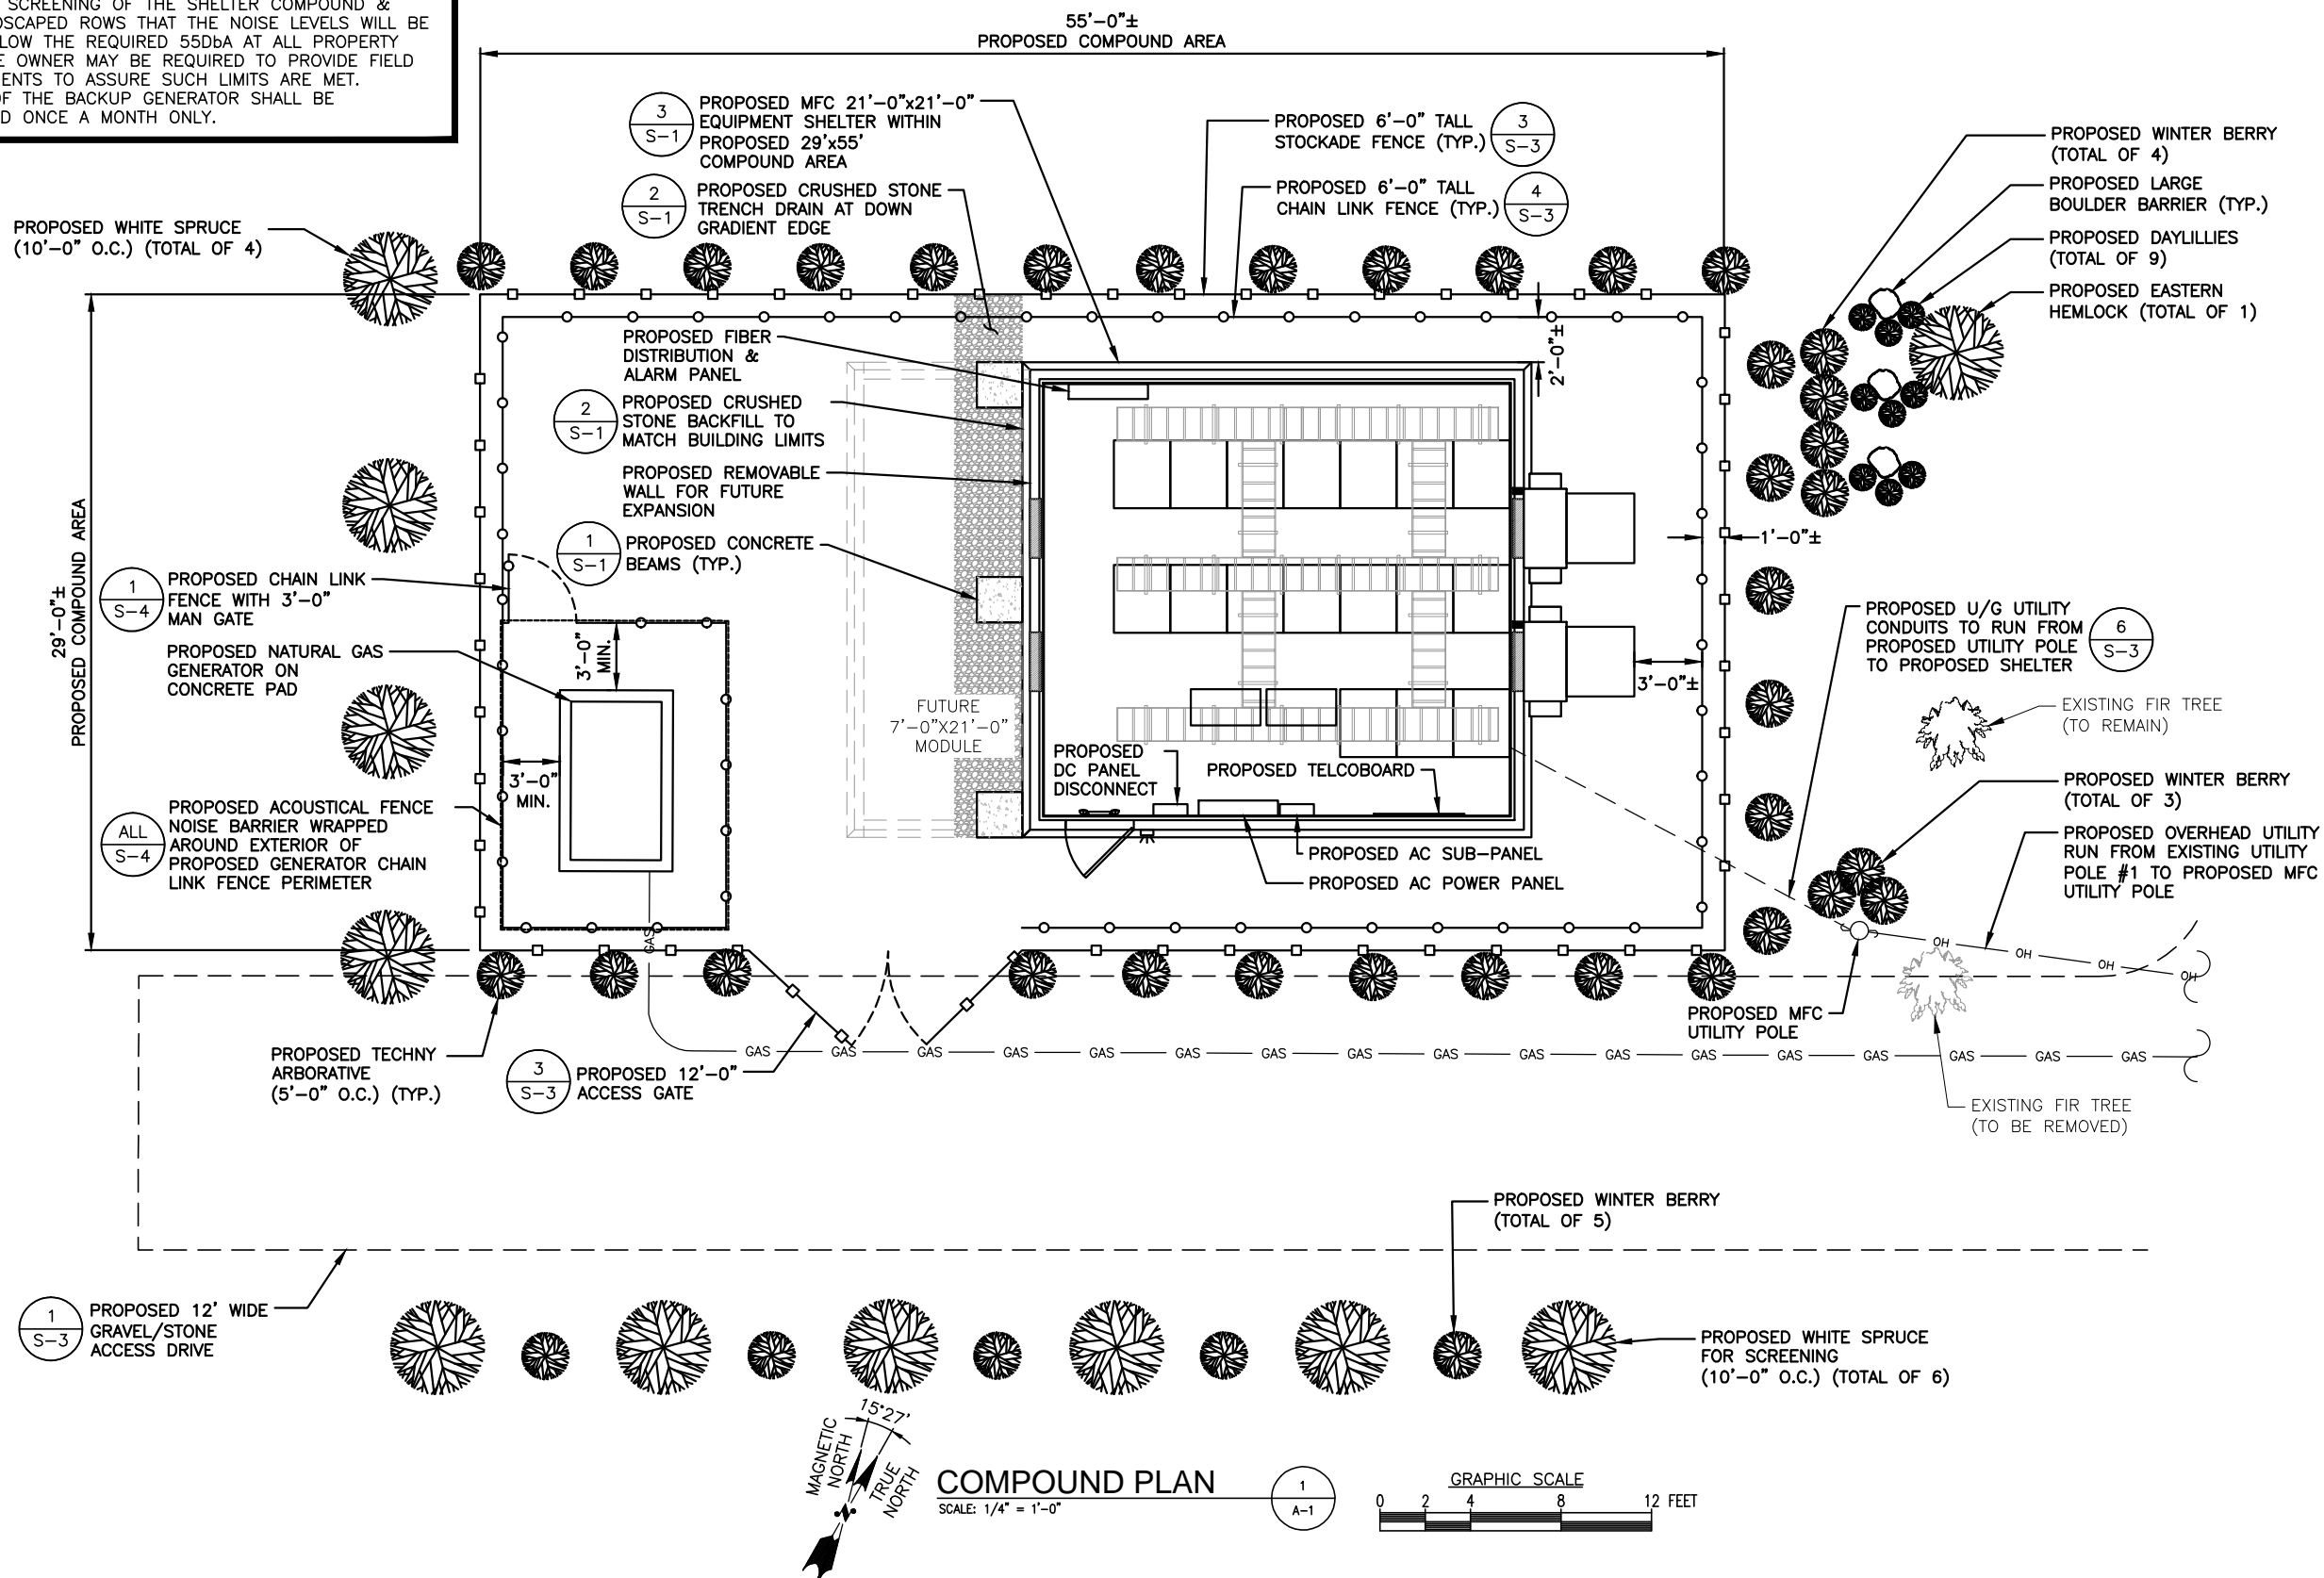 SCREENING OF THE SHELTER COMPOUND &
DSCAPED ROWS THAT THE NOISE LEVELS WILL BE
LOW THE REQUIRED 55DbA AT ALL PROPERTY
E OWNER MAY BE REQUIRED TO PROVIDE FIELD
ENTS TO ASSURE SUCH LIMITS ARE MET.
OF THE BACKUP GENERATOR SHALL BE
D ONCE A MONTH ONLY.
55'-0"±
PROPOSED COMPOUND AREA
3
S-1
PROPOSED MFC 21'-0"x21'-0"
EQUIPMENT SHELTER WITHIN
PROPOSED 29'x55'
COMPOUND AREA
2
S-1
PROPOSED CRUSHED STONE
TRENCH DRAIN AT DOWN
GRADIENT EDGE
PROPOSED 6'-0" TALL
STOCKADE FENCE (TYP.)
3
S-3
PROPOSED 6'-0" TALL
CHAIN LINK FENCE (TYP.)
4
S-3
PROPOSED WINTER BERRY
(TOTAL OF 4)
PROPOSED LARGE
BOULDER BARRIER (TYP.)
PROPOSED DAYLILLIES
(TOTAL OF 9)
PROPOSED EASTERN
HEMLOCK (TOTAL OF 1)
PROPOSED WHITE SPRUCE
(10'-0" O.C.) (TOTAL OF 4)
PROPOSED FIBER
DISTRIBUTION &
ALARM PANEL
2
S-1
PROPOSED CRUSHED
STONE BACKFILL TO
MATCH BUILDING LIMITS
PROPOSED REMOVABLE
WALL FOR FUTURE
EXPANSION
1
S-1
PROPOSED CONCRETE
BEAMS (TYP.)
2'-0"±
1'-0"±
29'-0"±
PROPOSED COMPOUND AREA
1
S-4
PROPOSED CHAIN LINK
FENCE WITH 3'-0"
MAN GATE
PROPOSED NATURAL GAS
GENERATOR ON
CONCRETE PAD
3'-0"
MIN.
3'-0"
MIN.
ALL
S-4
PROPOSED ACOUSTICAL FENCE
NOISE BARRIER WRAPPED
AROUND EXTERIOR OF
PROPOSED GENERATOR CHAIN
LINK FENCE PERIMETER
FUTURE
7'-0"X21'-0"
MODULE
PROPOSED
DC PANEL
DISCONNECT
PROPOSED TELCOBOARD
3'-0"±
PROPOSED AC SUB-PANEL
PROPOSED AC POWER PANEL
PROPOSED U/G UTILITY
CONDUITS TO RUN FROM
PROPOSED UTILITY POLE
TO PROPOSED SHELTER
6
S-3
EXISTING FIR TREE
(TO REMAIN)
PROPOSED WINTER BERRY
(TOTAL OF 3)
PROPOSED OVERHEAD UTILITY
RUN FROM EXISTING UTILITY
POLE #1 TO PROPOSED MFC
UTILITY POLE
OH OH OH OH
PROPOSED MFC
UTILITY POLE
GAS
GAS GAS GAS GAS GAS GAS GAS GAS GAS GAS GAS GAS GAS GAS GAS GAS GAS
PROPOSED TECHNY
ARBORATIVE
(5'-0" O.C.) (TYP.)
3
S-3
PROPOSED 12'-0"
ACCESS GATE
EXISTING FIR TREE
(TO BE REMOVED)
PROPOSED WINTER BERRY
(TOTAL OF 5)
1
S-3
PROPOSED 12' WIDE
GRAVEL/STONE
ACCESS DRIVE
PROPOSED WHITE SPRUCE
FOR SCREENING
(10'-0" O.C.) (TOTAL OF 6)
15°27'
MAGNETIC
NORTH
TRUE
NORTH
N
COMPOUND PLAN
SCALE: 1/4" = 1'-0"
1
A-1
GRAPHIC SCALE
0 2 4 8 12 FEET